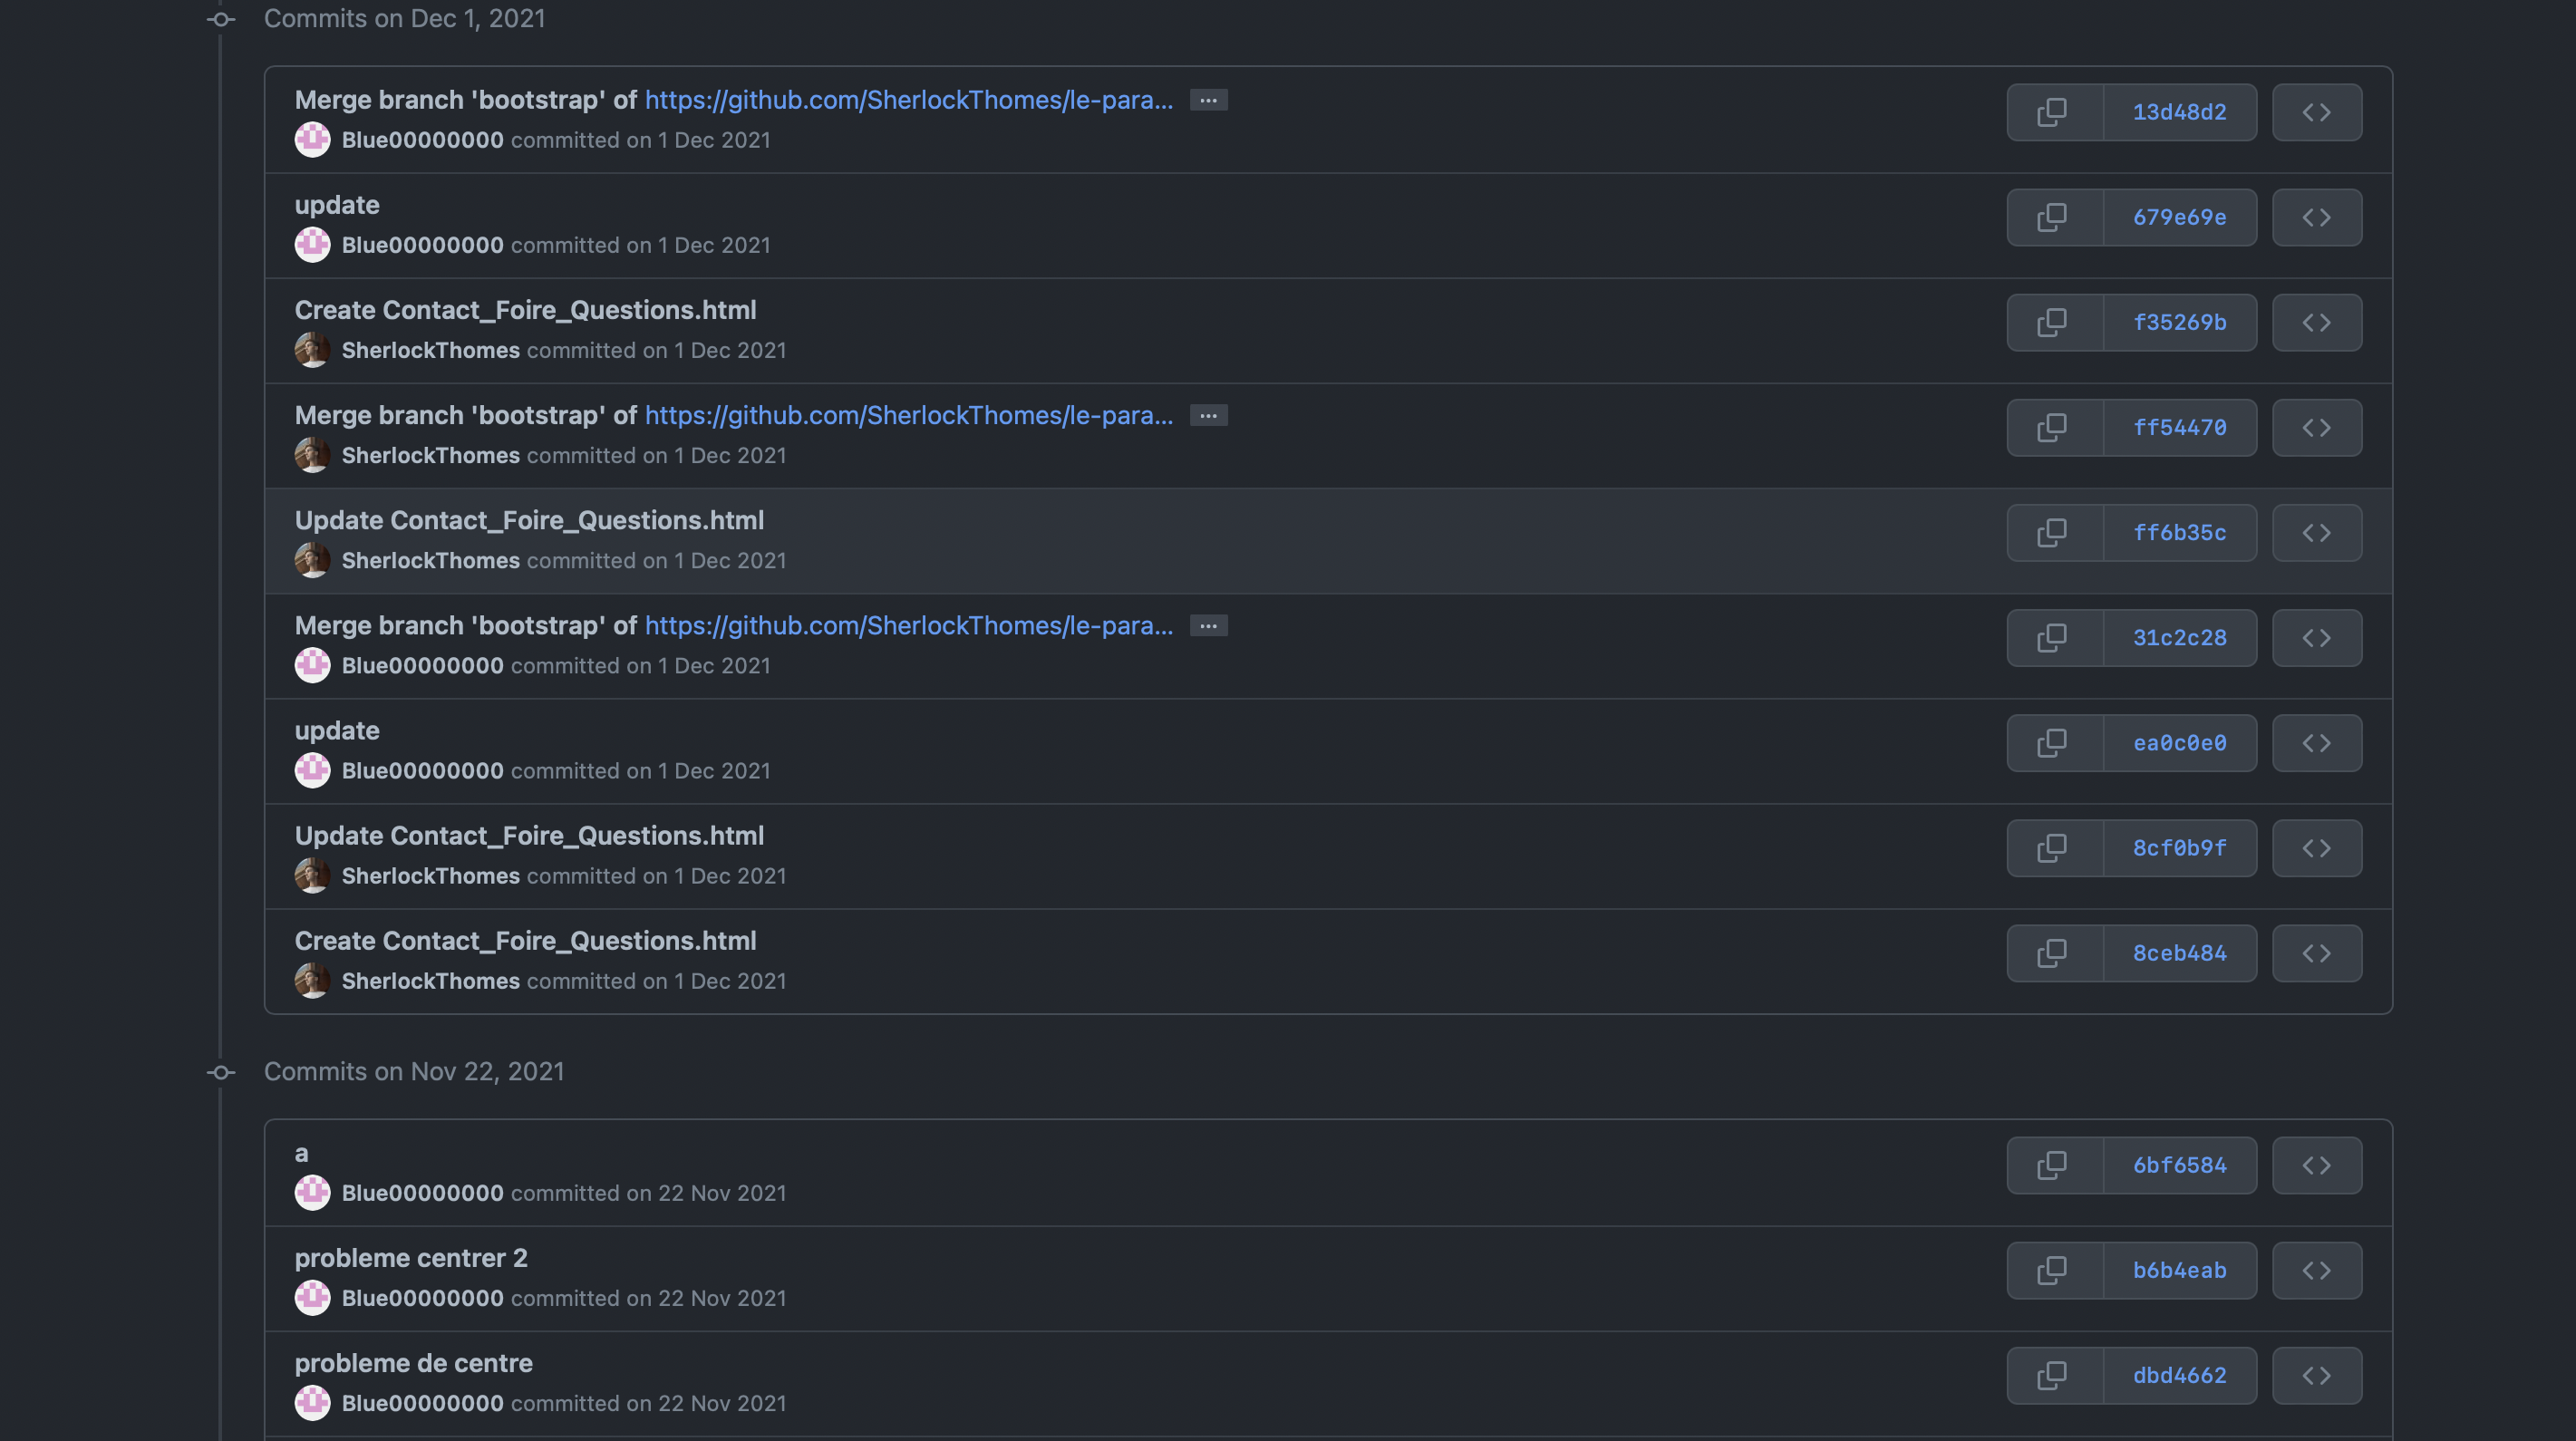 Commits on Dec 1, 2021
Merge branch 'bootstrap' of https://github.com/SherlockThomes/le-para... ...
13d48d2
Blue00000000 committed on 1 Dec 2021
update
679e69e
Blue00000000 committed on 1 Dec 2021
Create Contact_Foire_Questions.html
f35269b
SherlockThomes committed on 1 Dec 2021
Merge branch 'bootstrap' of https://github.com/SherlockThomes/le-para... ...
ff54470
SherlockThomes committed on 1 Dec 2021
Update Contact_Foire_Questions.html
ff6b35c
SherlockThomes committed on 1 Dec 2021
Merge branch 'bootstrap' of https://github.com/SherlockThomes/le-para... ...
31c2c28
Blue00000000 committed on 1 Dec 2021
update
ea0c0e0
Blue00000000 committed on 1 Dec 2021
Update Contact_Foire_Questions.html
8cf0b9f
SherlockThomes committed on 1 Dec 2021
Create Contact_Foire_Questions.html
8ceb484
SherlockThomes committed on 1 Dec 2021
Commits on Nov 22, 2021
a
6bf6584
Blue00000000 committed on 22 Nov 2021
probleme centrer 2
b6b4eab
Blue00000000 committed on 22 Nov 2021
probleme de centre
dbd4662
Blue00000000 committed on 22 Nov 2021